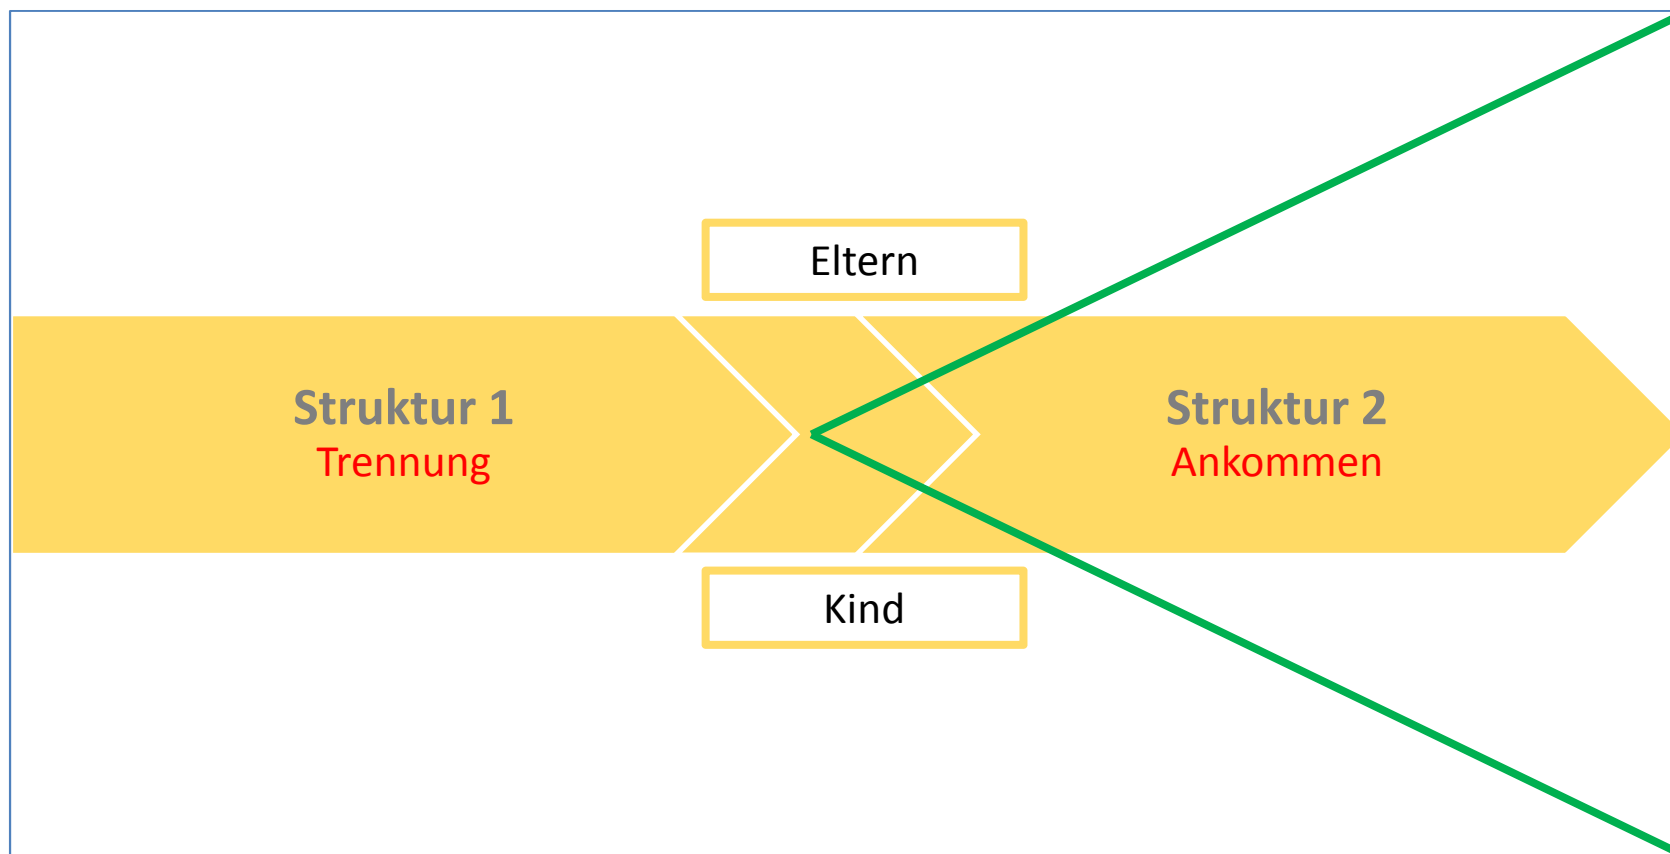 Eltern
Struktur 1
Trennung
Struktur 2
Ankommen
Kind